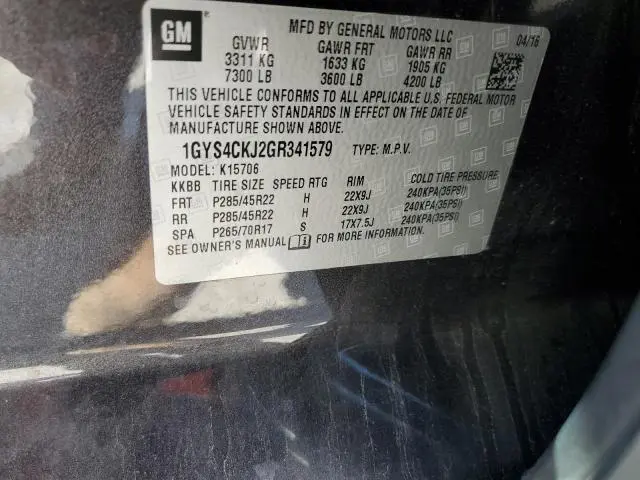 GM
MFD BY GENERAL MOTORS LLC
04/16
GVWR GAWR FRT GAWR RR
3311 KG 1633 KG 1905 KG
7300 LB 3600 LB 4200 LB
THIS VEHICLE CONFORMS TO ALL APPLICABLE U.S. FEDERAL MOTOR
VEHICLE SAFETY STANDARDS IN EFFECT ON THE DATE OF
MANUFACTURE SHOWN ABOVE.
1GYS4CKJ2GR341579 TYPE: M.P.V.
MODEL: K15706
KKBB TIRE SIZE SPEED RTG RIM COLD TIRE PRESSURE
FRT P285/45R22 H 22X9J 240KPA(35PSI)
RR P285/45R22 H 22X9J 240KPA(35PSI)
SPA P265/70R17 S 17X7.5J 240KPA(35PSI)
SEE OWNER'S MANUAL FOR MORE INFORMATION.